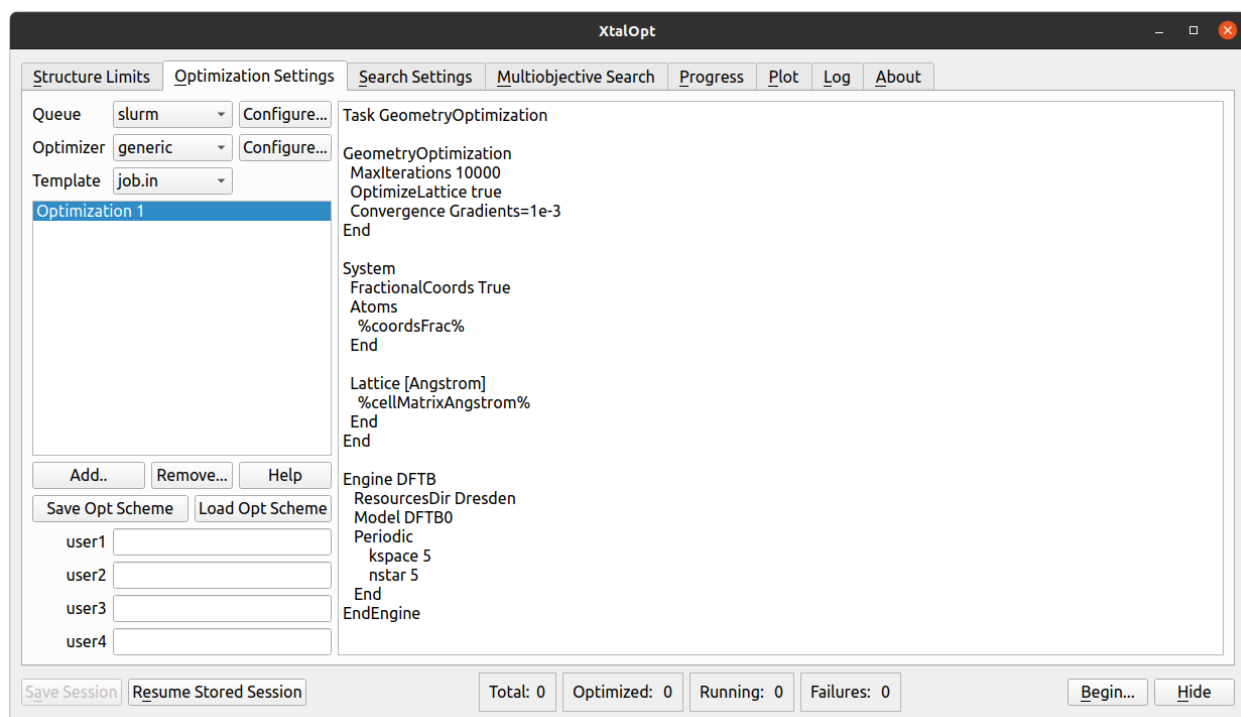 XtalOpt
Structure Limits Optimization Settings Search Settings Multiobjective Search Progress Plot Log About
Queue slurm Configure...
Optimizer generic Configure...
Template job.in
Optimization 1
Add.. Remove... Help
Save Opt Scheme Load Opt Scheme
user1
user2
user3
user4
Task GeometryOptimization
GeometryOptimization
MaxIterations 10000
OptimizeLattice true
Convergence Gradients=1e-3
End
System
FractionalCoords True
Atoms
%coordsFrac%
End
Lattice [Angstrom]
%cellMatrixAngstrom%
End
End
Engine DFTB
ResourcesDir Dresden
Model DFTB0
Periodic
kspace 5
nstar 5
End
EndEngine
Save Session Resume Stored Session Total: 0 Optimized: 0 Running: 0 Failures: 0 Begin... Hide